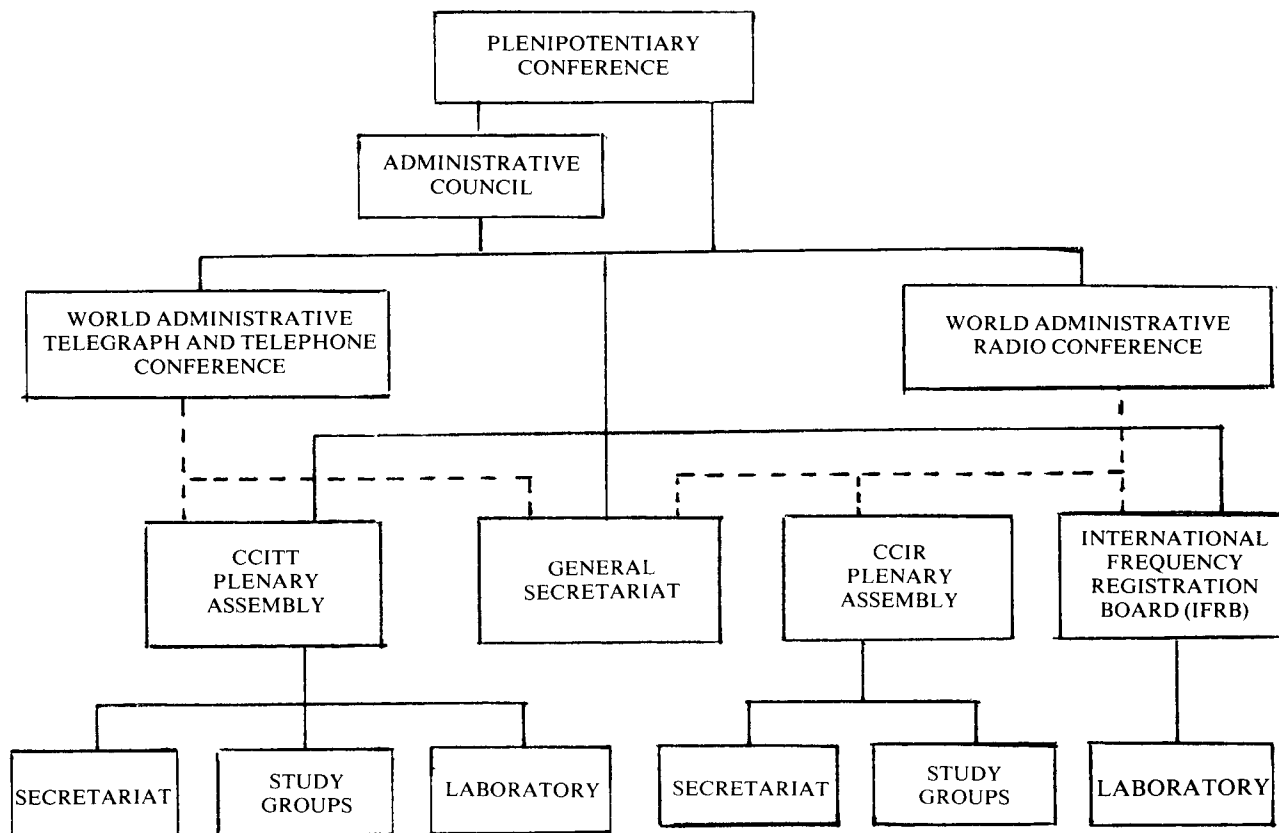 PLENIPOTENTIARY
CONFERENCE
ADMINISTRATIVE
COUNCIL
WORLD ADMINISTRATIVE
TELEGRAPH AND TELEPHONE
CONFERENCE
WORLD ADMINISTRATIVE
RADIO CONFERENCE
CCITT
PLENARY
ASSEMBLY
GENERAL
SECRETARIAT
CCIR
PLENARY
ASSEMBLY
INTERNATIONAL
FREQUENCY
REGISTRATION
BOARD (IFRB)
SECRETARIAT
STUDY
GROUPS
LABORATORY
SECRETARIAT
STUDY
GROUPS
LABORATORY